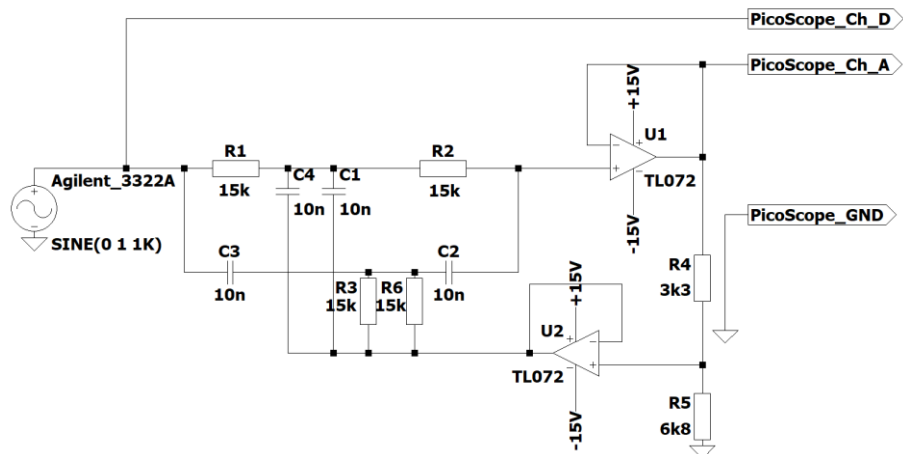 PicoScope_Ch_D
PicoScope_Ch_A
+15V
U1
R1
R2
C4
C1
Agilent_3322A
15k
15k
TL072
10n
10n
-15V
PicoScope_GND
SINE(0 1 1K)
C3
C2
R4
+15V
3k3
R3
R6
10n
15k
15k
10n
U2
TL072
R5
-15V
6k8